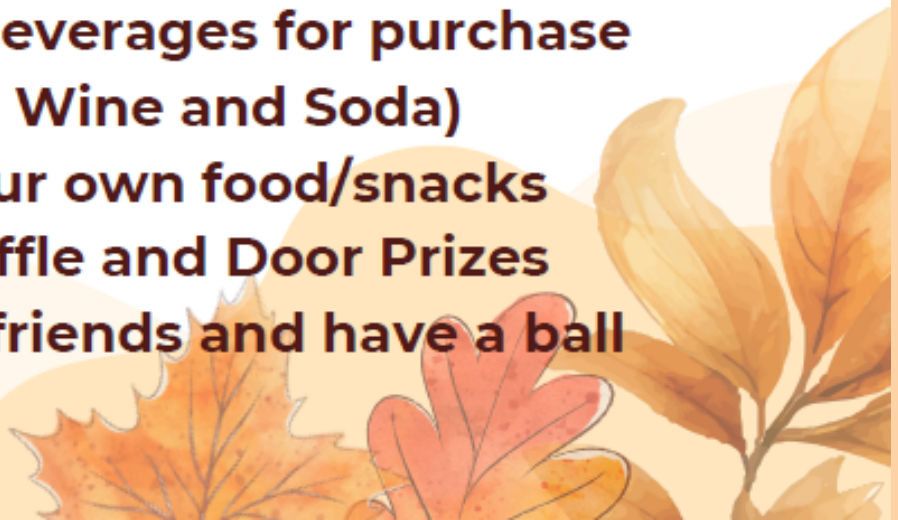 everages for purchase
Wine and Soda)
ur own food/snacks
ffle and Door Prizes
friends and have a ball